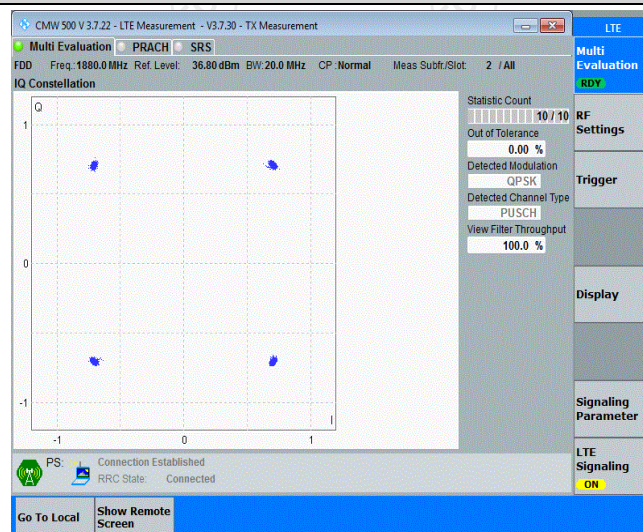 CMW 500 V 3.7.22 - LTE Measurement - V3.7.30 - TX Measurement
LTE
Multi Evaluation PRACH SRS
FDD Freq.:1880.0 MHz Ref. Level: 36.80 dBm BW:20.0 MHz CP :Normal Meas Subfr./Slot: 2 / All
IQ Constellation
Q
1
0
-1
-1 0 1
I
Statistic Count
10 / 10
Out of Tolerance
0.00 %
Detected Modulation
QPSK
Detected Channel Type
PUSCH
View Filter Throughput
100.0 %
Multi
Evaluation
RDY
RF
Settings
Trigger
Display
Signaling
Parameter
LTE
Signaling
ON
PS: Connection Established
RRC State: Connected
Go To Local
Show Remote
Screen